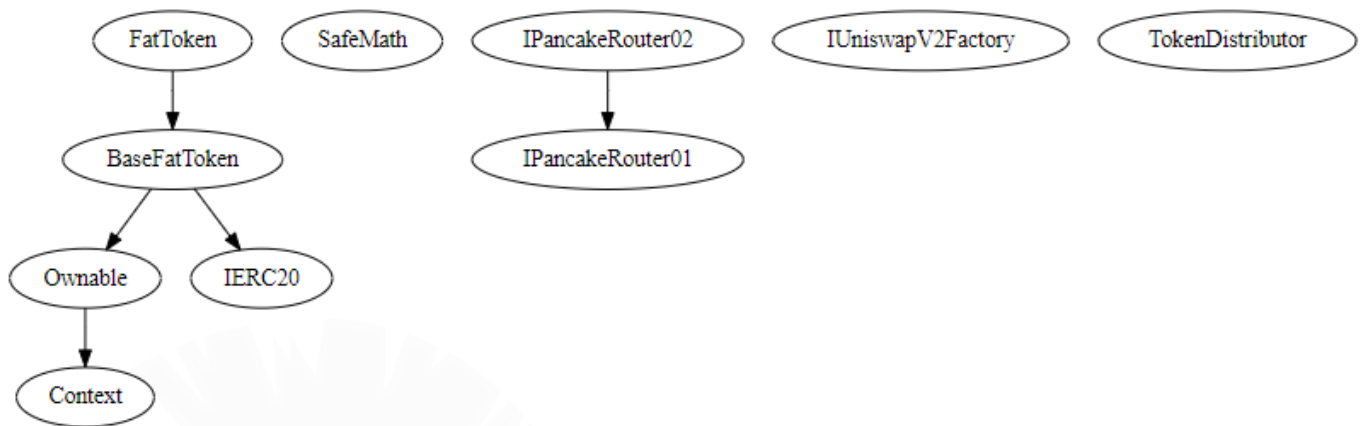 FatToken
SafeMath
IPancakeRouter02
IUniswapV2Factory
TokenDistributor
BaseFatToken
IPancakeRouter01
Ownable
IERC20
Context